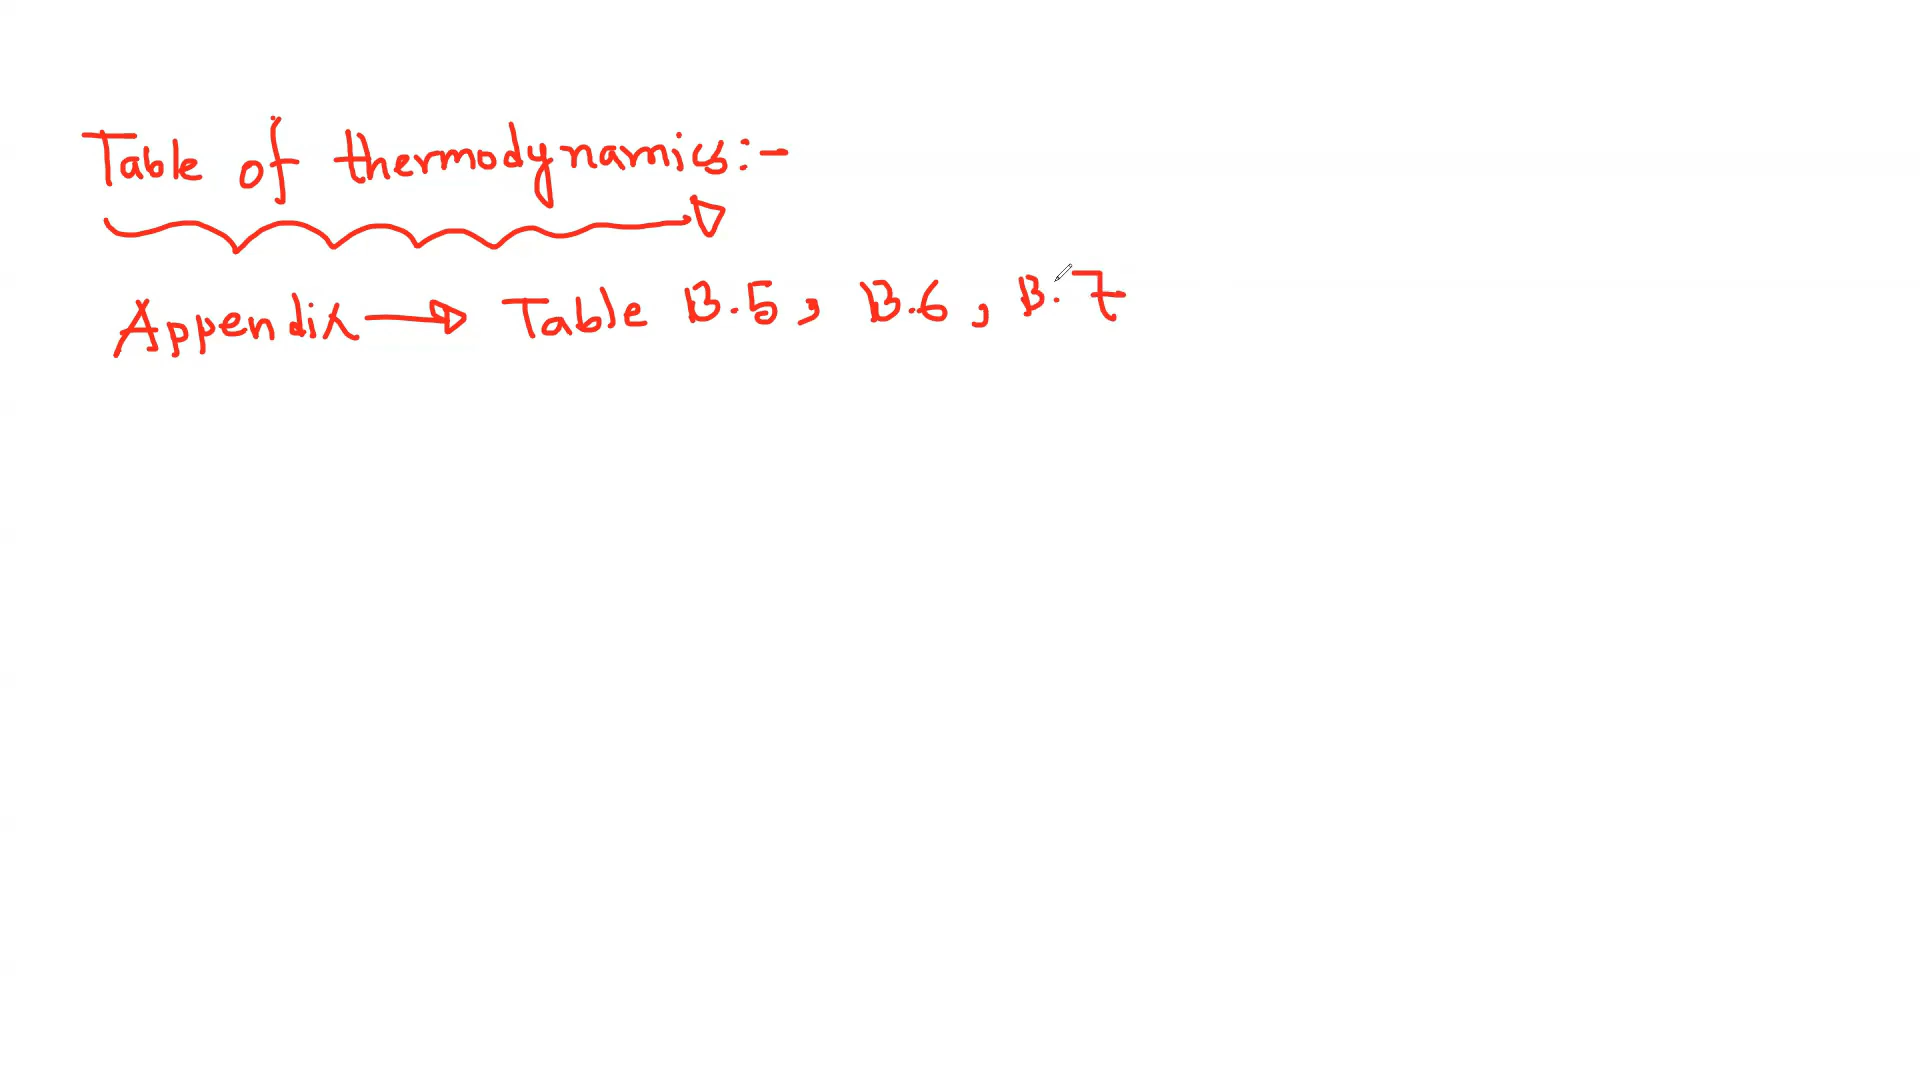 Table of thermodynamics:-
Appendix → Table B.5, B.6, B.7